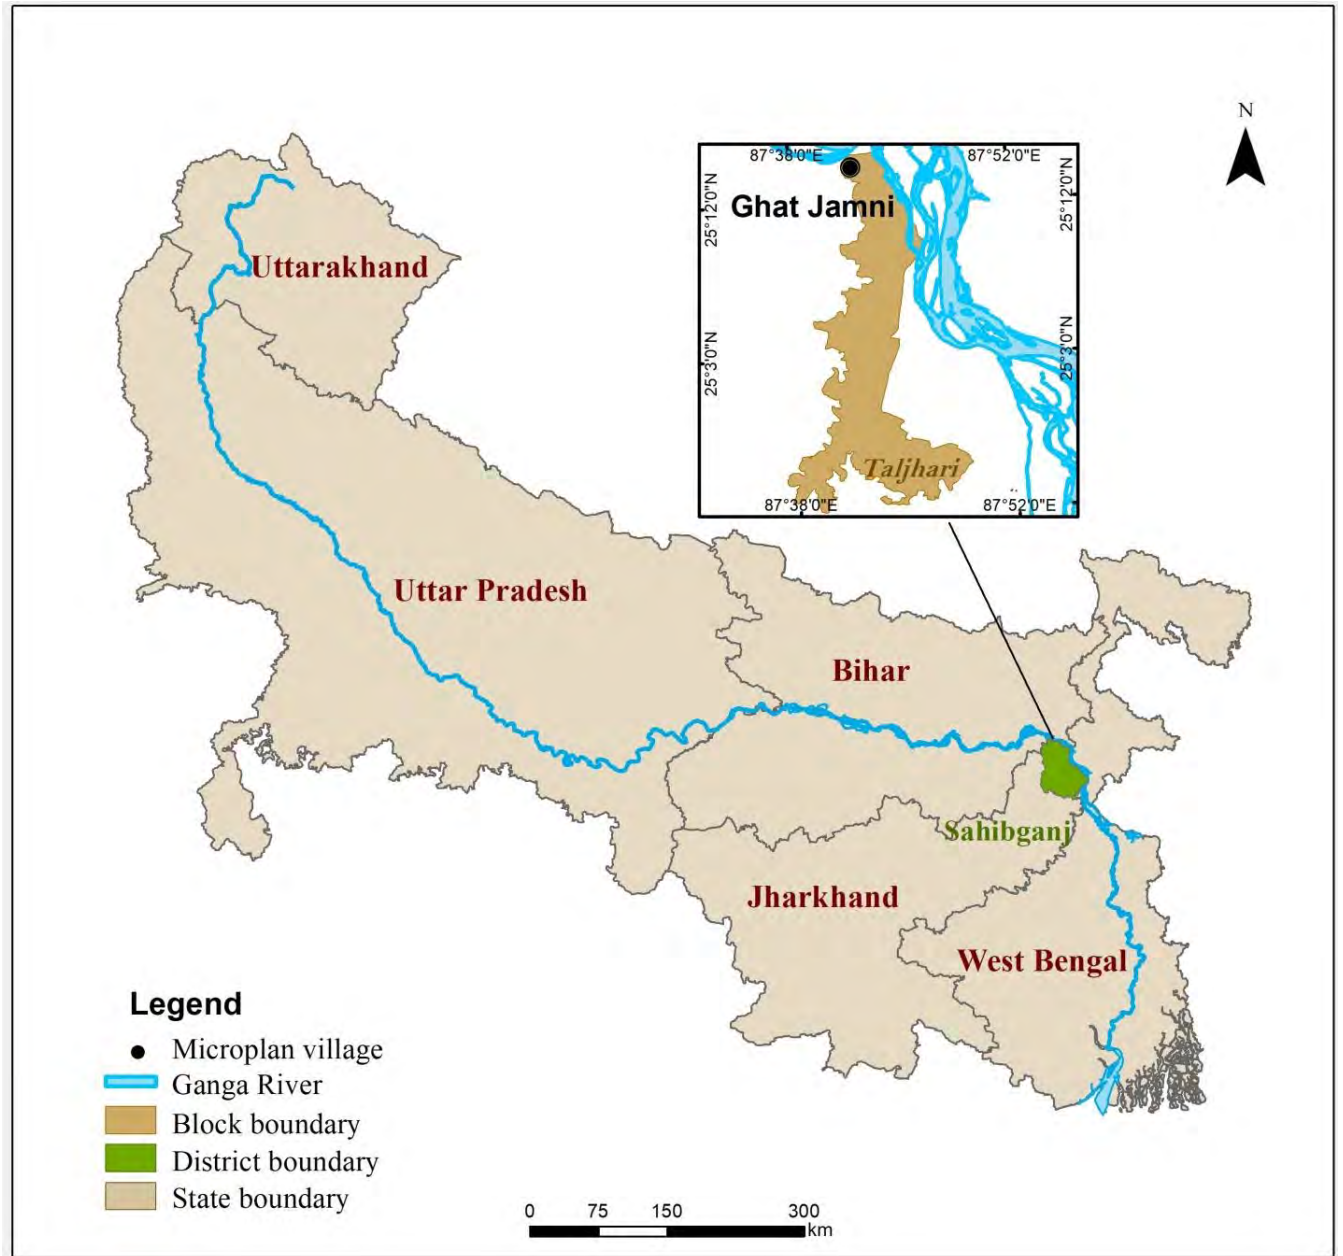 N
87°38'0"E 87°52'0"E
25°12'0"N 25°12'0"N
Ghat Jamni
25°3'0"N 25°3'0"N
Taljhari
87°38'0"E 87°52'0"E
Uttarakhand
Uttar Pradesh
Bihar
Sahibganj
Jharkhand
West Bengal
Legend
Microplan village
Ganga River
Block boundary
District boundary
State boundary
0 75 150 300
km